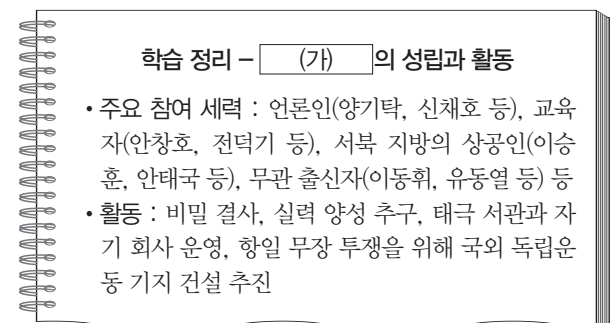 학습 정리 – (가) 의 성립과 활동
• 주요 참여 세력 : 언론인(양기탁, 신채호 등), 교육
자(안창호, 전덕기 등), 서북 지방의 상공인(이승
훈, 안태국 등), 무관 출신자(이동휘, 유동열 등) 등
• 활동 : 비밀 결사, 실력 양성 추구, 태극 서관과 자
기 회사 운영, 항일 무장 투쟁을 위해 국외 독립운
동 기지 건설 추진